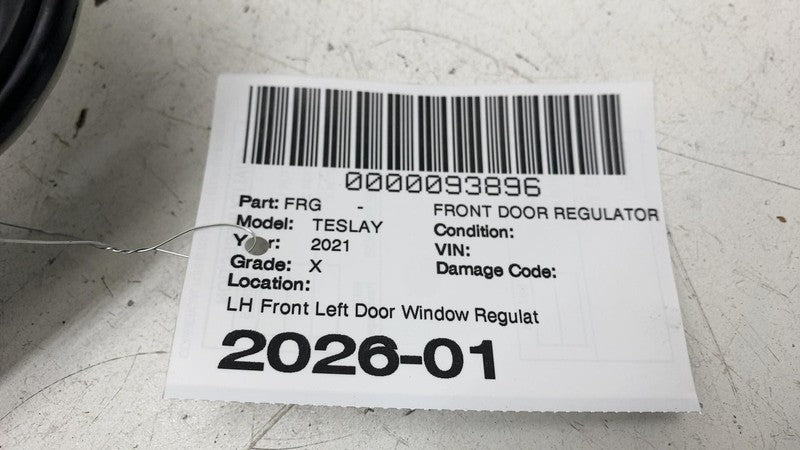 0000093896
Part: FRG - FRONT DOOR REGULATOR
Model: TESLAY Condition:
Year: 2021 VIN:
Grade: X Damage Code:
Location:
LH Front Left Door Window Regulat
2026-01